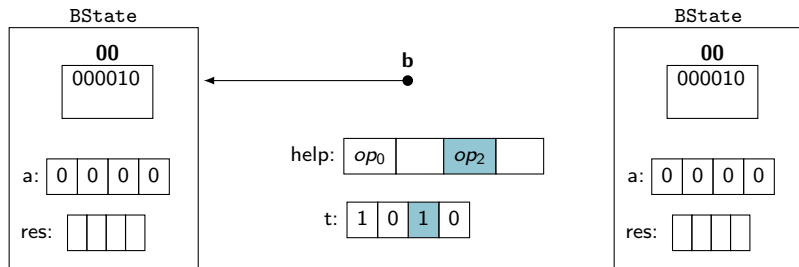 BState
00
000010
a: 0 0 0 0
res:
b
help: op0 op2
t: 1 0 1 0
BState
00
000010
a: 0 0 0 0
res: